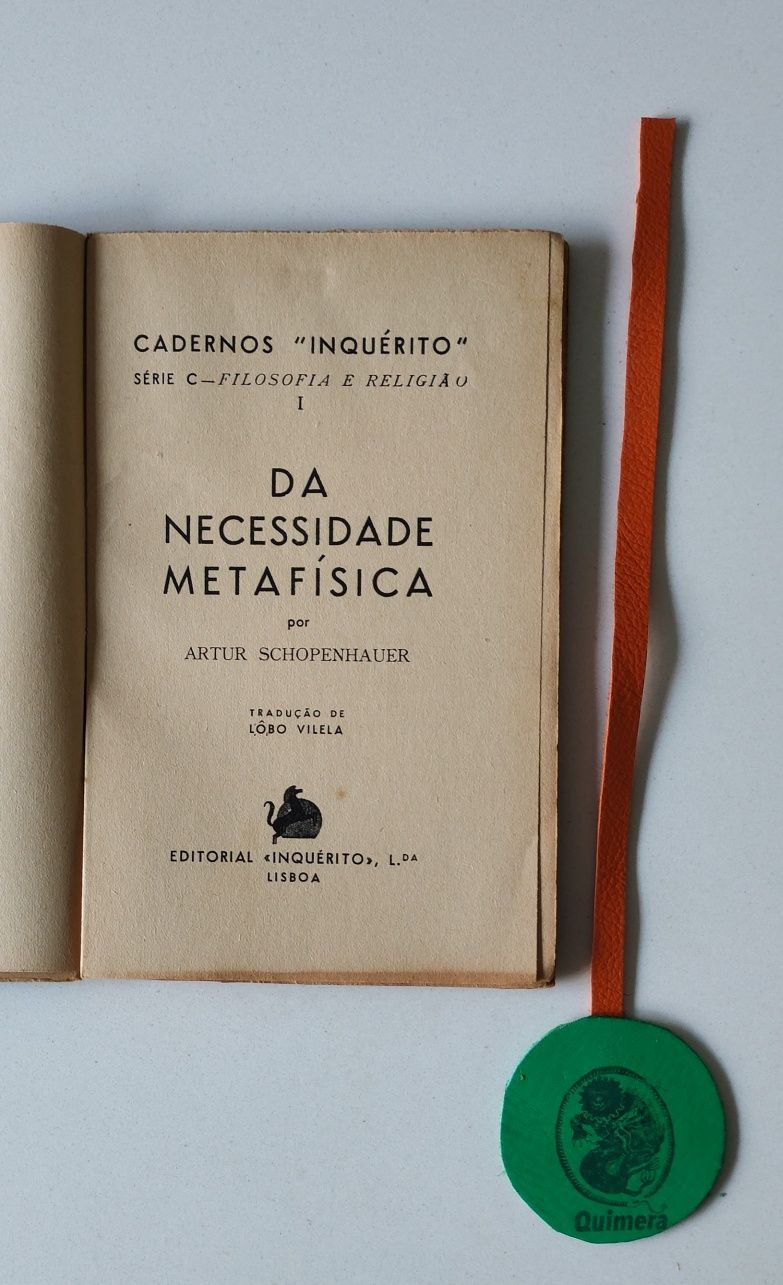 CADERNOS "INQUÉRITO"
SÉRIE C—FILOSOFIA E RELIGIÃO
I
DA
NECESSIDADE
METAFÍSICA
por
ARTUR SCHOPENHAUER
TRADUÇÃO DE
LÔBO VILELA
EDITORIAL «INQUÉRITO», L.DA
LISBOA
Quimera